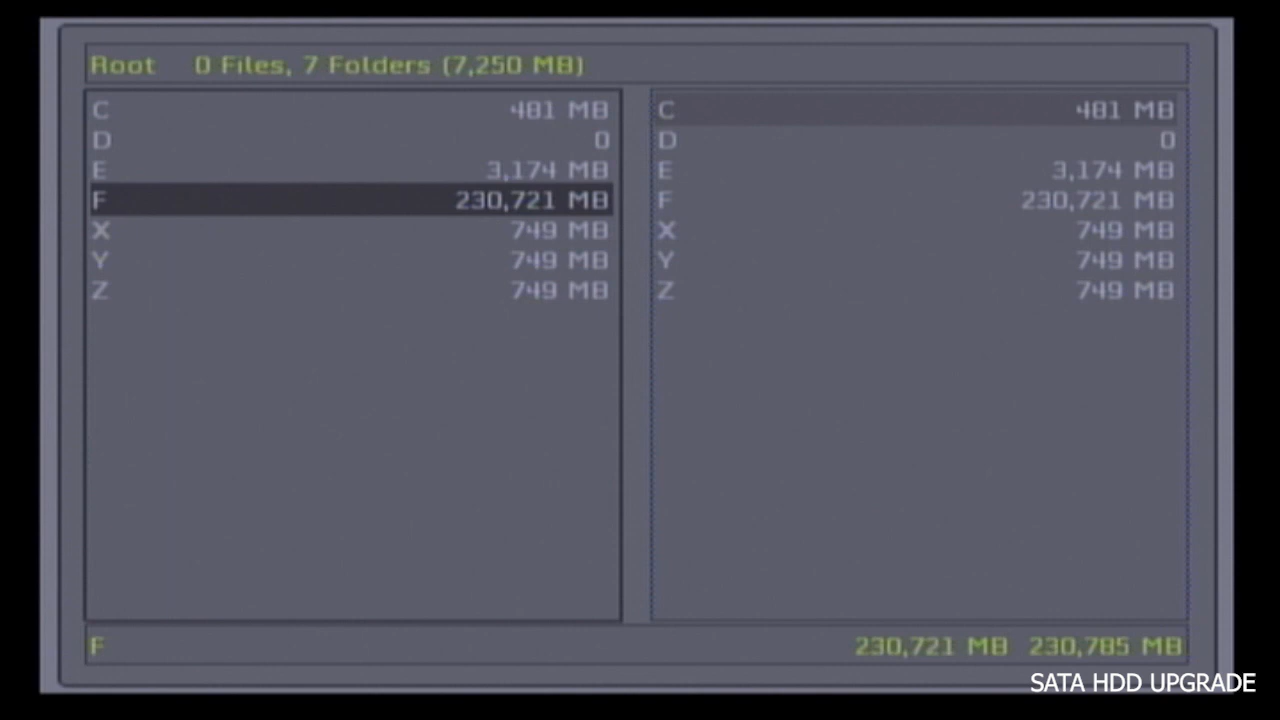 Root 0 Files, 7 Folders (7,250 MB)
C 481 MB
D 0
E 3,174 MB
F 230,721 MB
X 749 MB
Y 749 MB
Z 749 MB
C 481 MB
D 0
E 3,174 MB
F 230,721 MB
X 749 MB
Y 749 MB
Z 749 MB
F 230,721 MB 230,785 MB
SATA HDD UPGRADE